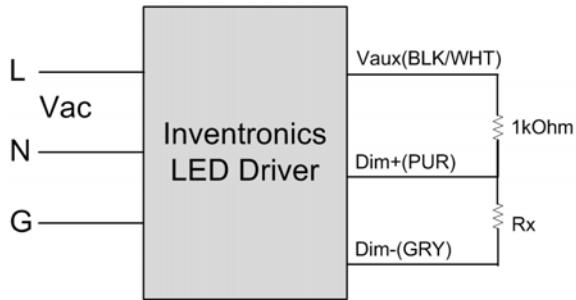 L
Vac
N
G
Inventronics
LED Driver
Vaux(BLK/WHT)
1kOhm
Dim+(PUR)
Rx
Dim-(GRY)